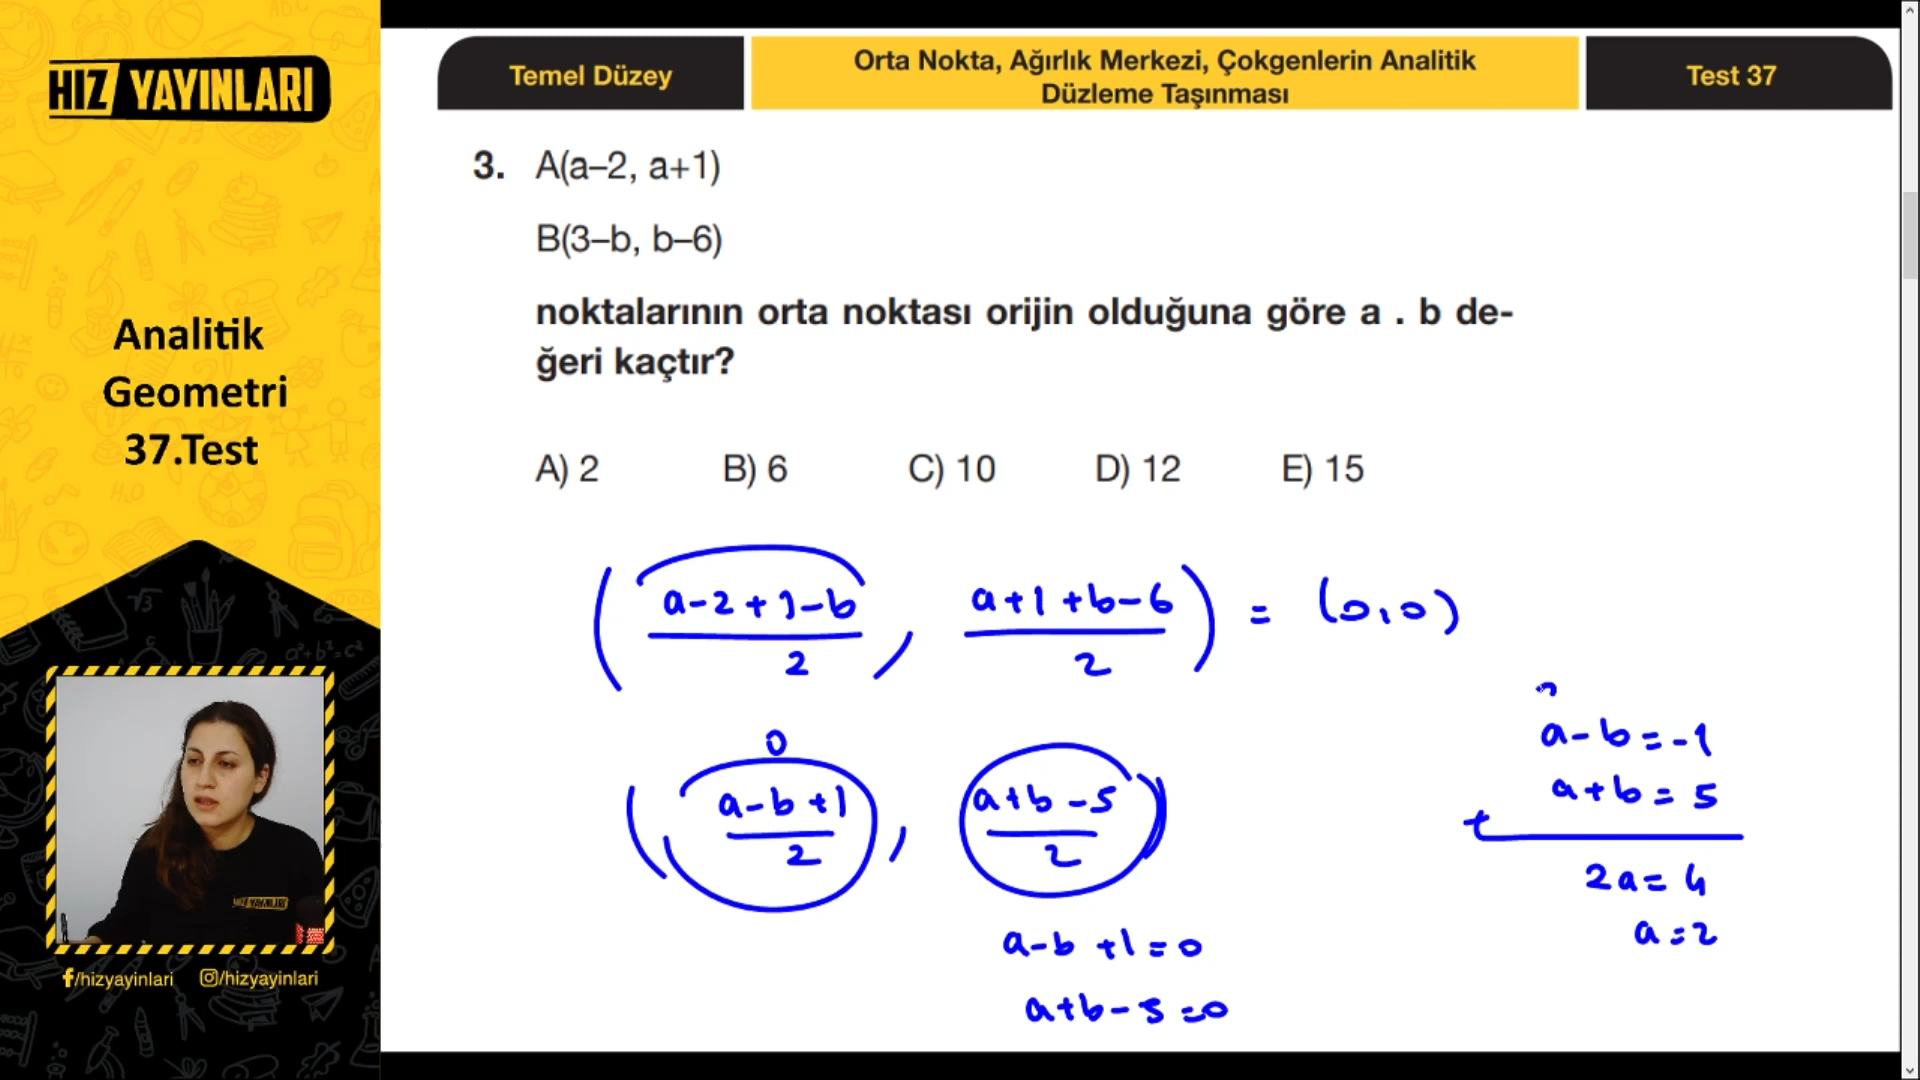 HIZ YAYINLARI
Analitik
Geometri
37.Test
f/hizyayinlari /hizyayinlari
Temel Düzey
Orta Nokta, Ağırlık Merkezi, Çokgenlerin Analitik
Düzleme Taşınması
Test 37
3. A(a–2, a+1)
B(3–b, b–6)
noktalarının orta noktası orijin olduğuna göre a . b de-
ğeri kaçtır?
A) 2 B) 6 C) 10 D) 12 E) 15
(a-2+3-b/2, a+1+b-6/2) = (0,0)
0
(a-b+1/2, a+b-5/2)
a-b+1=0
a+b-5=0
2
a-b=-1
a+b=5
+
2a=4
a=2